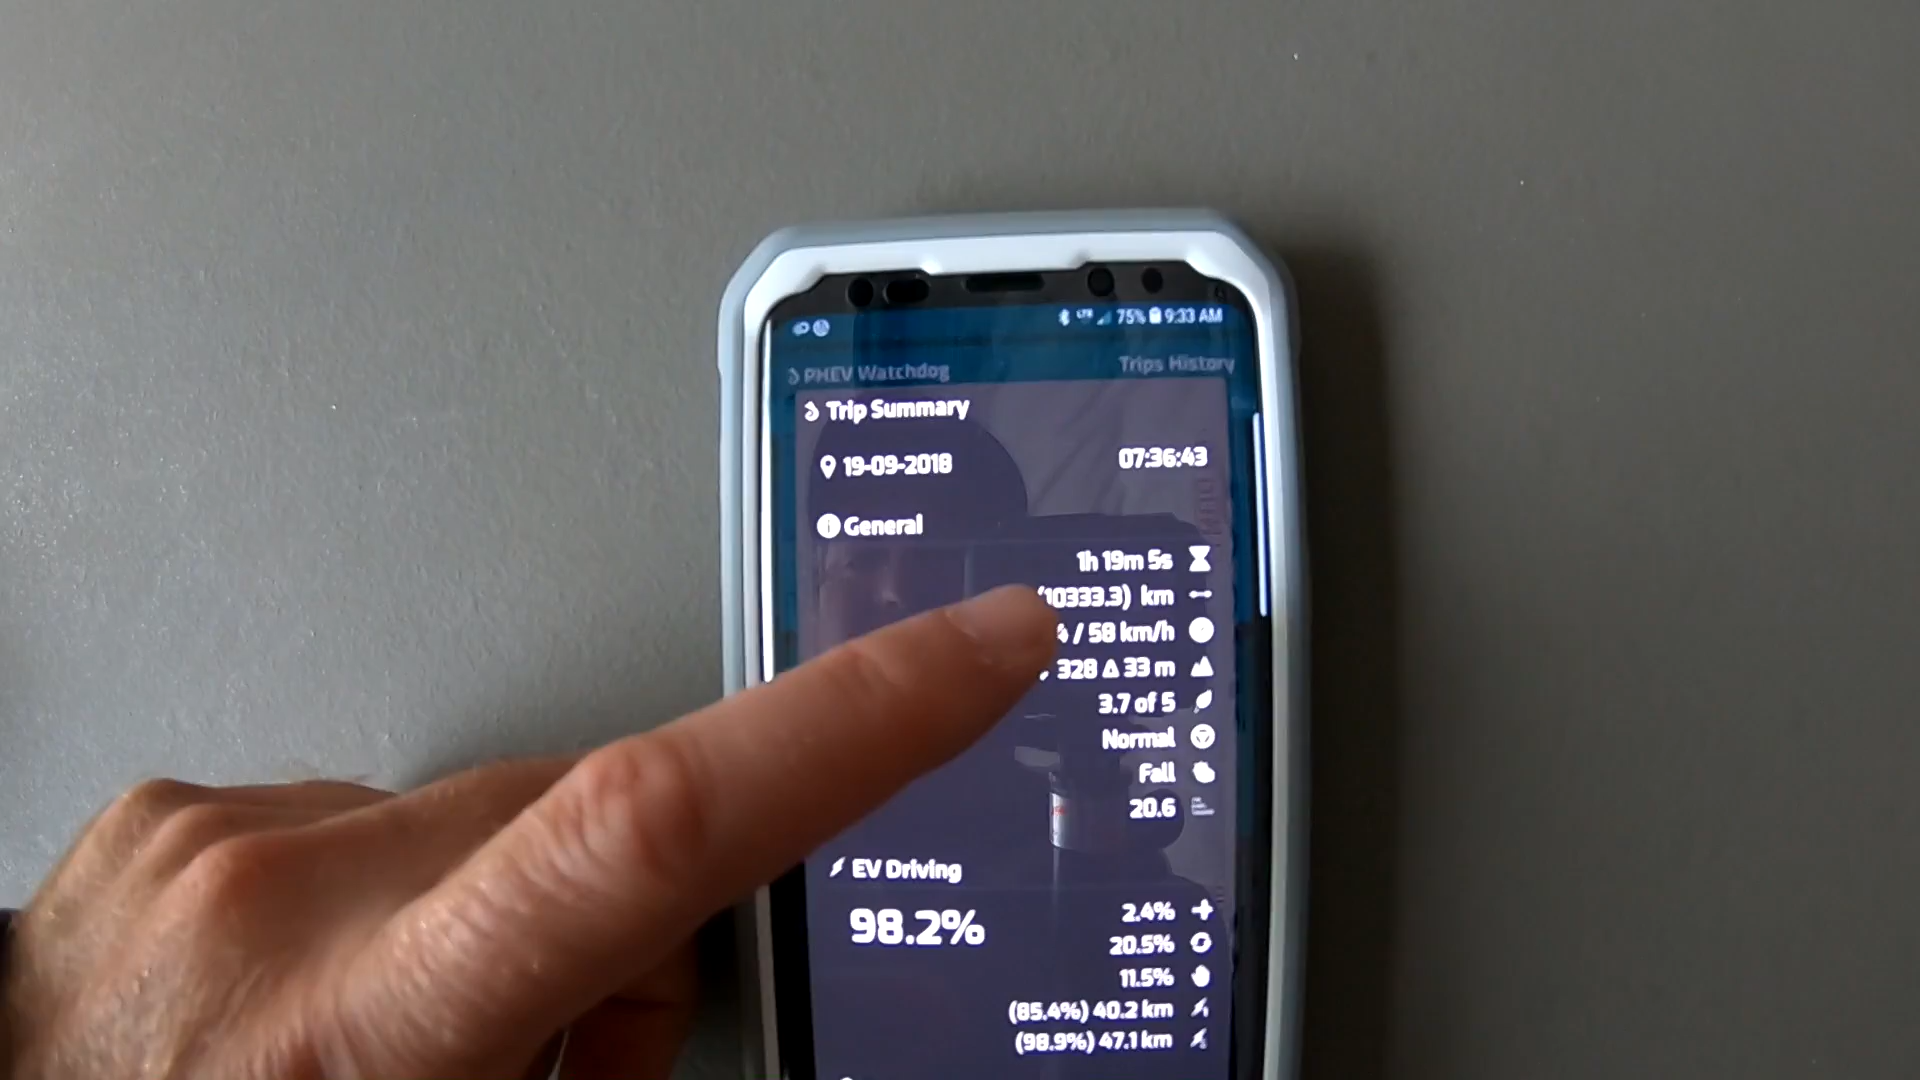 LTE 75% 9:33 AM
PHEV Watchdog Trips History
Trip Summary
19-09-2018 07:36:43
General
1h 19m 5s
(10333.3) km
/ 58 km/h
328 Δ 33 m
3.7 of 5
Normal
Fall
20.6
EV Driving
98.2%
2.4%
20.5%
11.5%
(85.4%) 40.2 km
(98.9%) 47.1 km